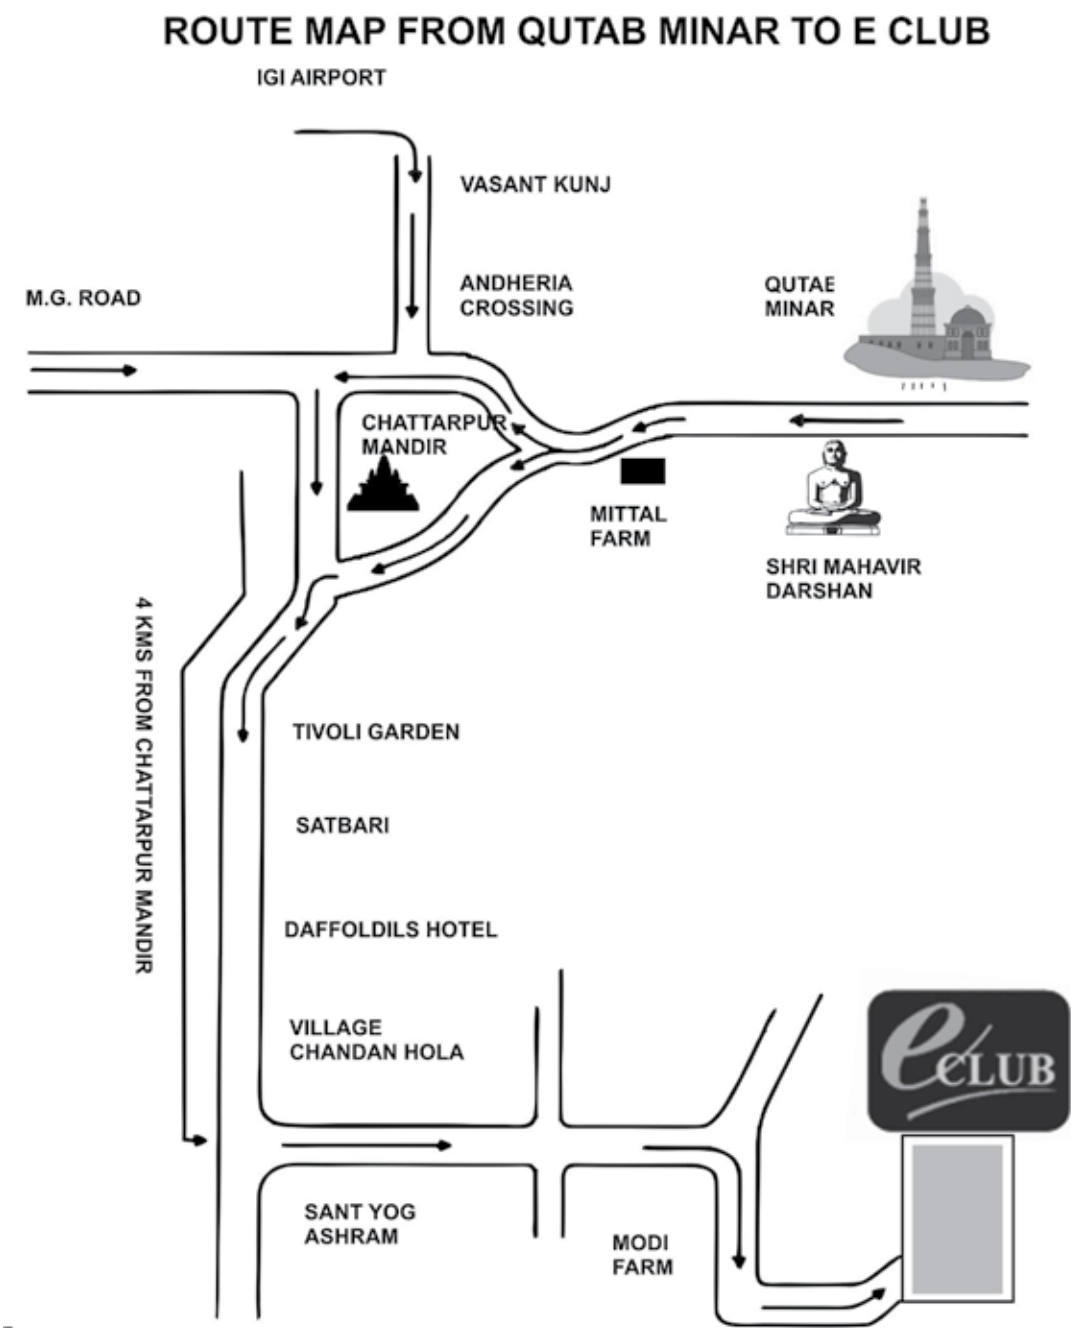 ROUTE MAP FROM QUTAB MINAR TO E CLUB
IGI AIRPORT
VASANT KUNJ
ANDHERIA
CROSSING
QUTAE
MINAR
M.G. ROAD
CHATTARPUR
MANDIR
MITTAL
FARM
SHRI MAHAVIR
DARSHAN
4 KMS FROM CHATTARPUR MANDIR
TIVOLI GARDEN
SATBARI
DAFFOLDILS HOTEL
VILLAGE
CHANDAN HOLA
eCLUB
SANT YOG
ASHRAM
MODI
FARM